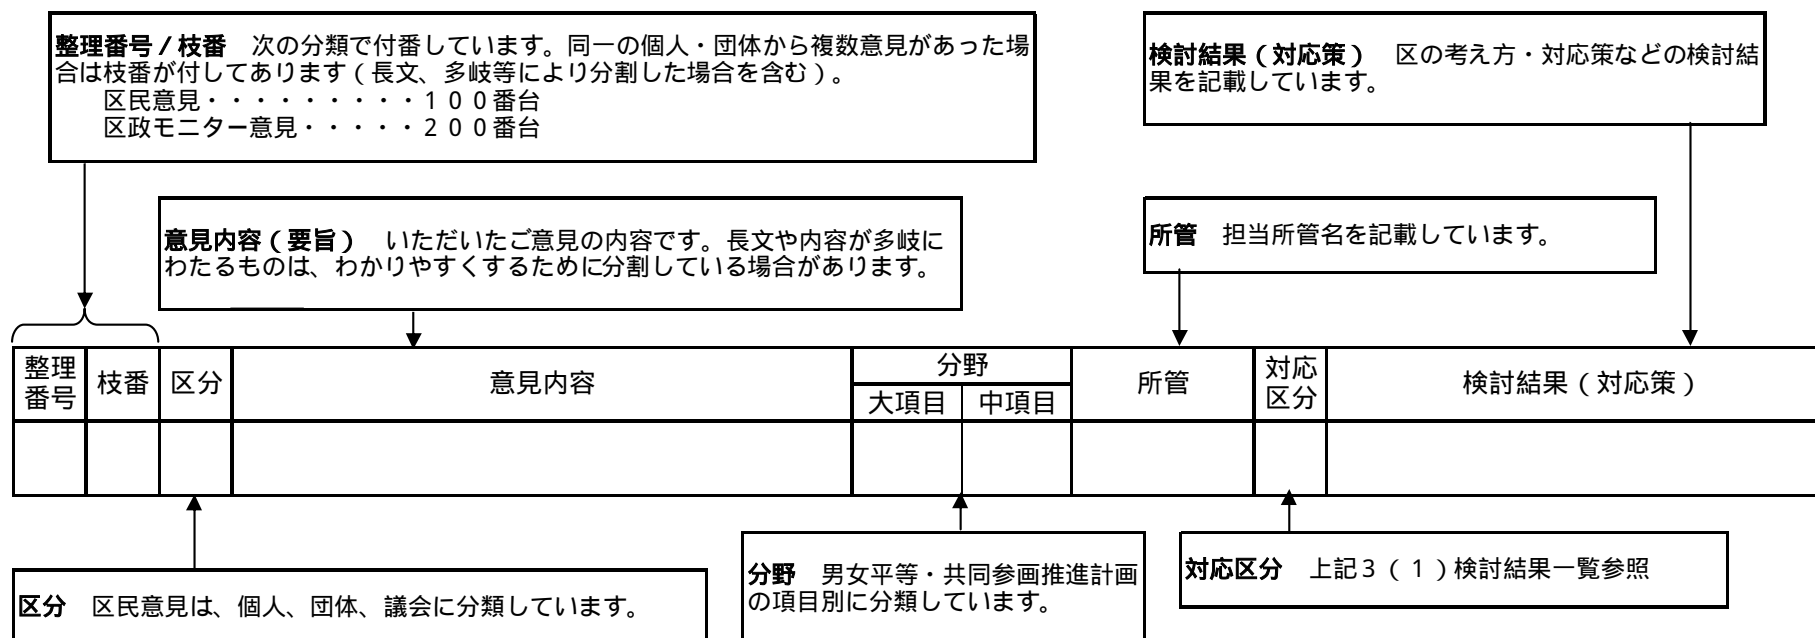 整理番号/枝番 次の分類で付番しています。同一の個人・団体から複数意見があった場
合は枝番が付してあります(長文、多岐等により分割した場合を含む)。
区民意見・・・・・・・・・100番台
区政モニター意見・・・・・200番台
検討結果(対応策) 区の考え方・対応策などの検討結
果を記載しています。
意見内容(要旨) いただいたご意見の内容です。長文や内容が多岐に
わたるものは、わかりやすくするために分割している場合があります。
所管 担当所管名を記載しています。
整理
番号
枝番
区分
意見内容
分野
大項目
中項目
所管
対応
区分
検討結果(対応策)
区分 区民意見は、個人、団体、議会に分類しています。
分野 男女平等・共同参画推進計画
の項目別に分類しています。
対応区分 上記3(1)検討結果一覧参照